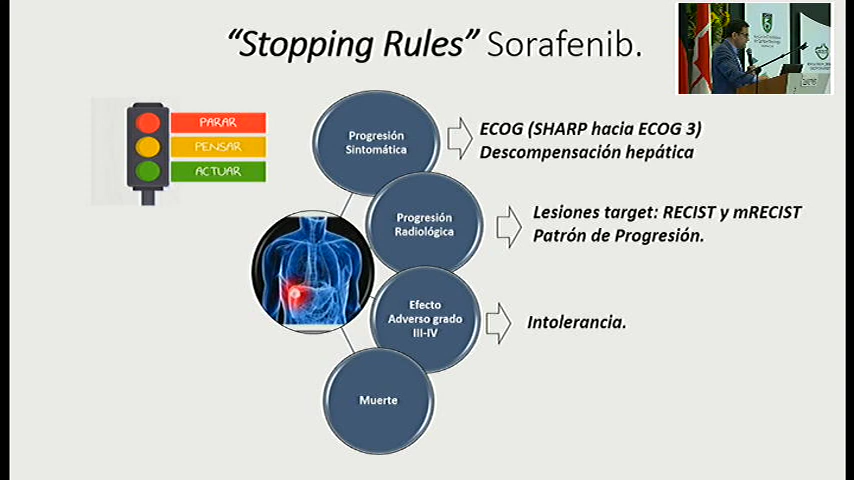 “Stopping Rules” Sorafenib.
PARAR
PENSAR
ACTUAR
Progresión
Sintomática
ECOG (SHARP hacia ECOG 3)
Descompensación hepática
Progresión
Radiológica
Lesiones target: RECIST y mRECIST
Patrón de Progresión.
Efecto
Adverso grado
III-IV
Intolerancia.
Muerte